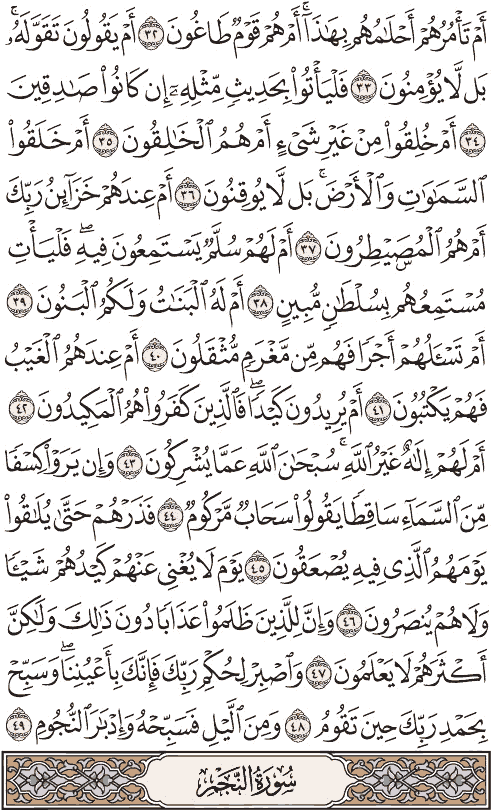 أَمۡ تَأۡمُرُهُمۡ أَحۡلَٰمُهُم بِهَٰذَآۚ أَمۡ هُمۡ قَوۡمٞ طَاغُونَ ٣٢ أَمۡ يَقُولُونَ تَقَوَّلَهُۥۚ
بَل لَّا يُؤۡمِنُونَ ٣٣ فَلۡيَأۡتُواْ بِحَدِيثٖ مِّثۡلِهِۦٓ إِن كَانُواْ صَٰدِقِينَ
٣٤ أَمۡ خُلِقُواْ مِنۡ غَيۡرِ شَيۡءٍ أَمۡ هُمُ ٱلۡخَٰلِقُونَ ٣٥ أَمۡ خَلَقُواْ
ٱلسَّمَٰوَٰتِ وَٱلۡأَرۡضَۚ بَل لَّا يُوقِنُونَ ٣٦ أَمۡ عِندَهُمۡ خَزَآئِنُ رَبِّكَ
أَمۡ هُمُ ٱلۡمُصَۜيۡطِرُونَ ٣٧ أَمۡ لَهُمۡ سُلَّمٞ يَسۡتَمِعُونَ فِيهِۖ فَلۡيَأۡتِ
مُسۡتَمِعُهُم بِسُلۡطَٰنٖ مُّبِينٍ ٣٨ أَمۡ لَهُ ٱلۡبَنَٰتُ وَلَكُمُ ٱلۡبَنُونَ ٣٩
أَمۡ تَسۡـَٔلُهُمۡ أَجۡرٗا فَهُم مِّن مَّغۡرَمٖ مُّثۡقَلُونَ ٤٠ أَمۡ عِندَهُمُ ٱلۡغَيۡبُ
فَهُمۡ يَكۡتُبُونَ ٤١ أَمۡ يُرِيدُونَ كَيۡدٗاۖ فَٱلَّذِينَ كَفَرُواْ هُمُ ٱلۡمَكِيدُونَ ٤٢
أَمۡ لَهُمۡ إِلَٰهٌ غَيۡرُ ٱللَّهِۚ سُبۡحَٰنَ ٱللَّهِ عَمَّا يُشۡرِكُونَ ٤٣ وَإِن يَرَوۡاْ كِسۡفٗا
مِّنَ ٱلسَّمَآءِ سَاقِطٗا يَقُولُواْ سَحَابٞ مَّرۡكُومٞ ٤٤ فَذَرۡهُمۡ حَتَّىٰ يُلَٰقُواْ
يَوۡمَهُمُ ٱلَّذِي فِيهِ يُصۡعَقُونَ ٤٥ يَوۡمَ لَا يُغۡنِي عَنۡهُمۡ كَيۡدُهُمۡ شَيۡـٔٗا
وَلَا هُمۡ يُنصَرُونَ ٤٦ وَإِنَّ لِلَّذِينَ ظَلَمُواْ عَذَابٗا دُونَ ذَٰلِكَ وَلَٰكِنَّ
أَكۡثَرَهُمۡ لَا يَعۡلَمُونَ ٤٧ وَٱصۡبِرۡ لِحُكۡمِ رَبِّكَ فَإِنَّكَ بِأَعۡيُنِنَاۖ وَسَبِّحۡ
بِحَمۡدِ رَبِّكَ حِينَ تَقُومُ ٤٨ وَمِنَ ٱلَّيۡلِ فَسَبِّحۡهُ وَإِدۡبَٰرَ ٱلنُّجُومِ ٤٩
سُورَةُ النَّجۡمِ